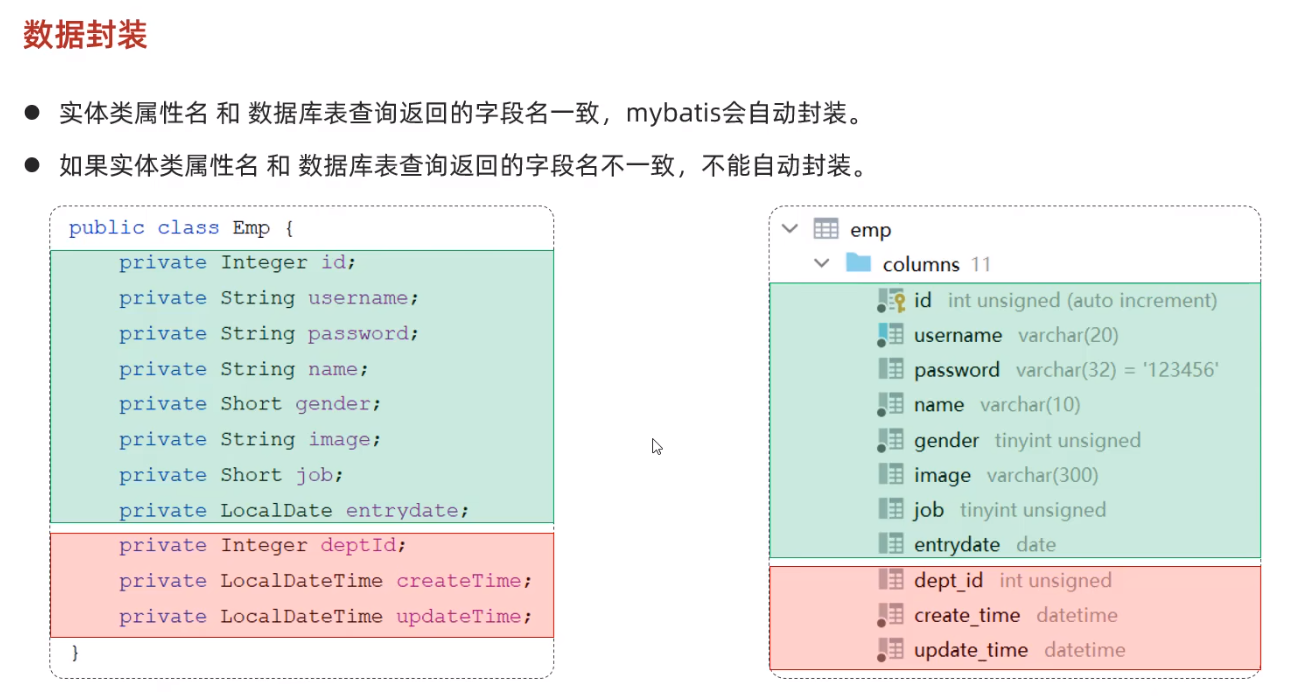 数据封装
● 实体类属性名 和 数据库表查询返回的字段名一致，mybatis会自动封装。
● 如果实体类属性名 和 数据库表查询返回的字段名不一致，不能自动封装。
public class Emp {
private Integer id;
private String username;
private String password;
private String name;
private Short gender;
private String image;
private Short job;
private LocalDate entrydate;
private Integer deptId;
private LocalDateTime createTime;
private LocalDateTime updateTime;
}
emp
columns 11
id int unsigned (auto increment)
username varchar(20)
password varchar(32) = '123456'
name varchar(10)
gender tinyint unsigned
image varchar(300)
job tinyint unsigned
entrydate date
dept_id int unsigned
create_time datetime
update_time datetime